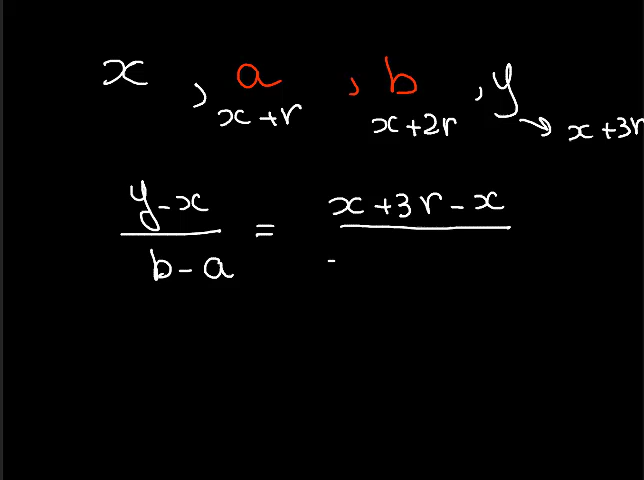 x , a , b , y
x+r x+2r → x+3r
y-x / b-a = x+3r-x / -